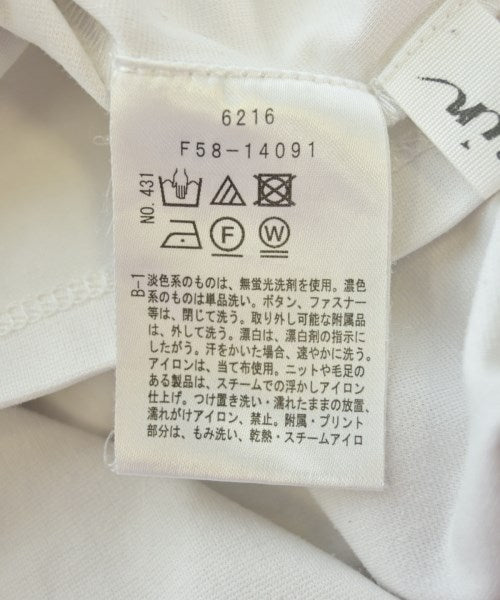 6216
F58-14091
NO. 431
F
W
B-1
淡色系のものは、無蛍光洗剤を使用。濃色
系のものは単品洗い。ボタン、ファスナー
等は、閉じて洗う。取り外し可能な附属品
は、外して洗う。漂白は、漂白剤の指示に
したがう。汗をかいた場合、速やかに洗う。
アイロンは、当て布使用。ニットや毛足の
ある製品は、スチームでの浮かしアイロン
仕上げ。つけ置き洗い・濡れたままの放置、
濡れがけアイロン、禁止。附属・プリント
部分は、もみ洗い、乾熱・スチームアイロ